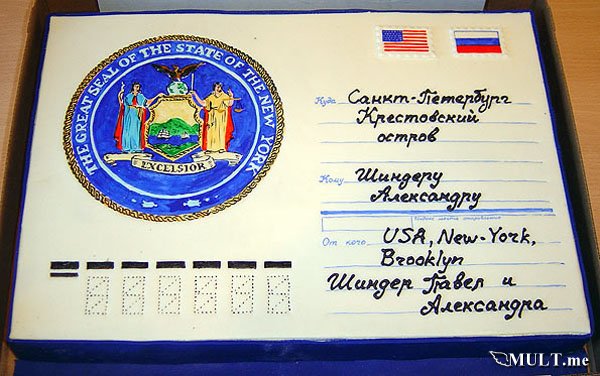 THE GREAT SEAL OF THE STATE OF THE NEW YORK
EXCELSIOR
Куда Санкт-Петербург
Крестовский
остров
Кому Шиндеру
Александру
От кого USA, New-York,
Brooklyn
Шиндер Павел и
Александра
MULT.me